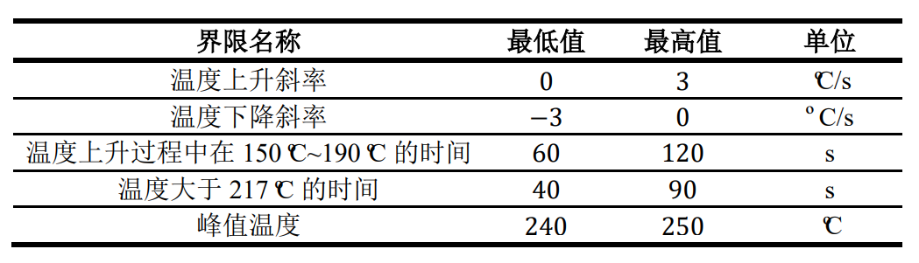 界限名称 最低值 最高值 单位
温度上升斜率 0 3 ℃/s
温度下降斜率 −3 0 º C/s
温度上升过程中在 150℃~190℃ 的时间 60 120 s
温度大于 217℃ 的时间 40 90 s
峰值温度 240 250 ℃